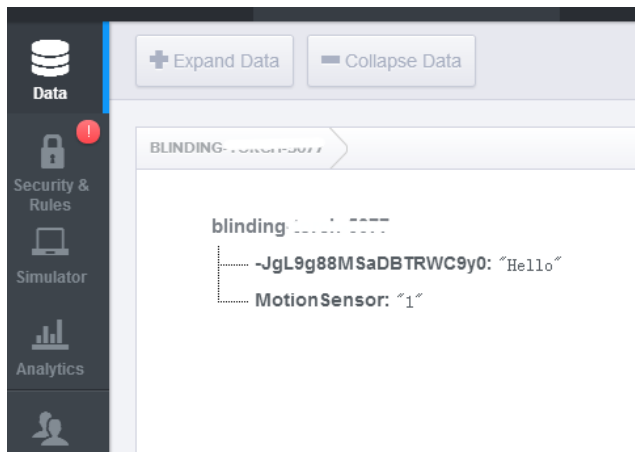 Expand Data
Collapse Data
Data
!
Security &
Rules
Simulator
Analytics
BLINDING-
blinding
-JgL9g88MSaDBTRWC9y0: "Hello"
MotionSensor: "1"